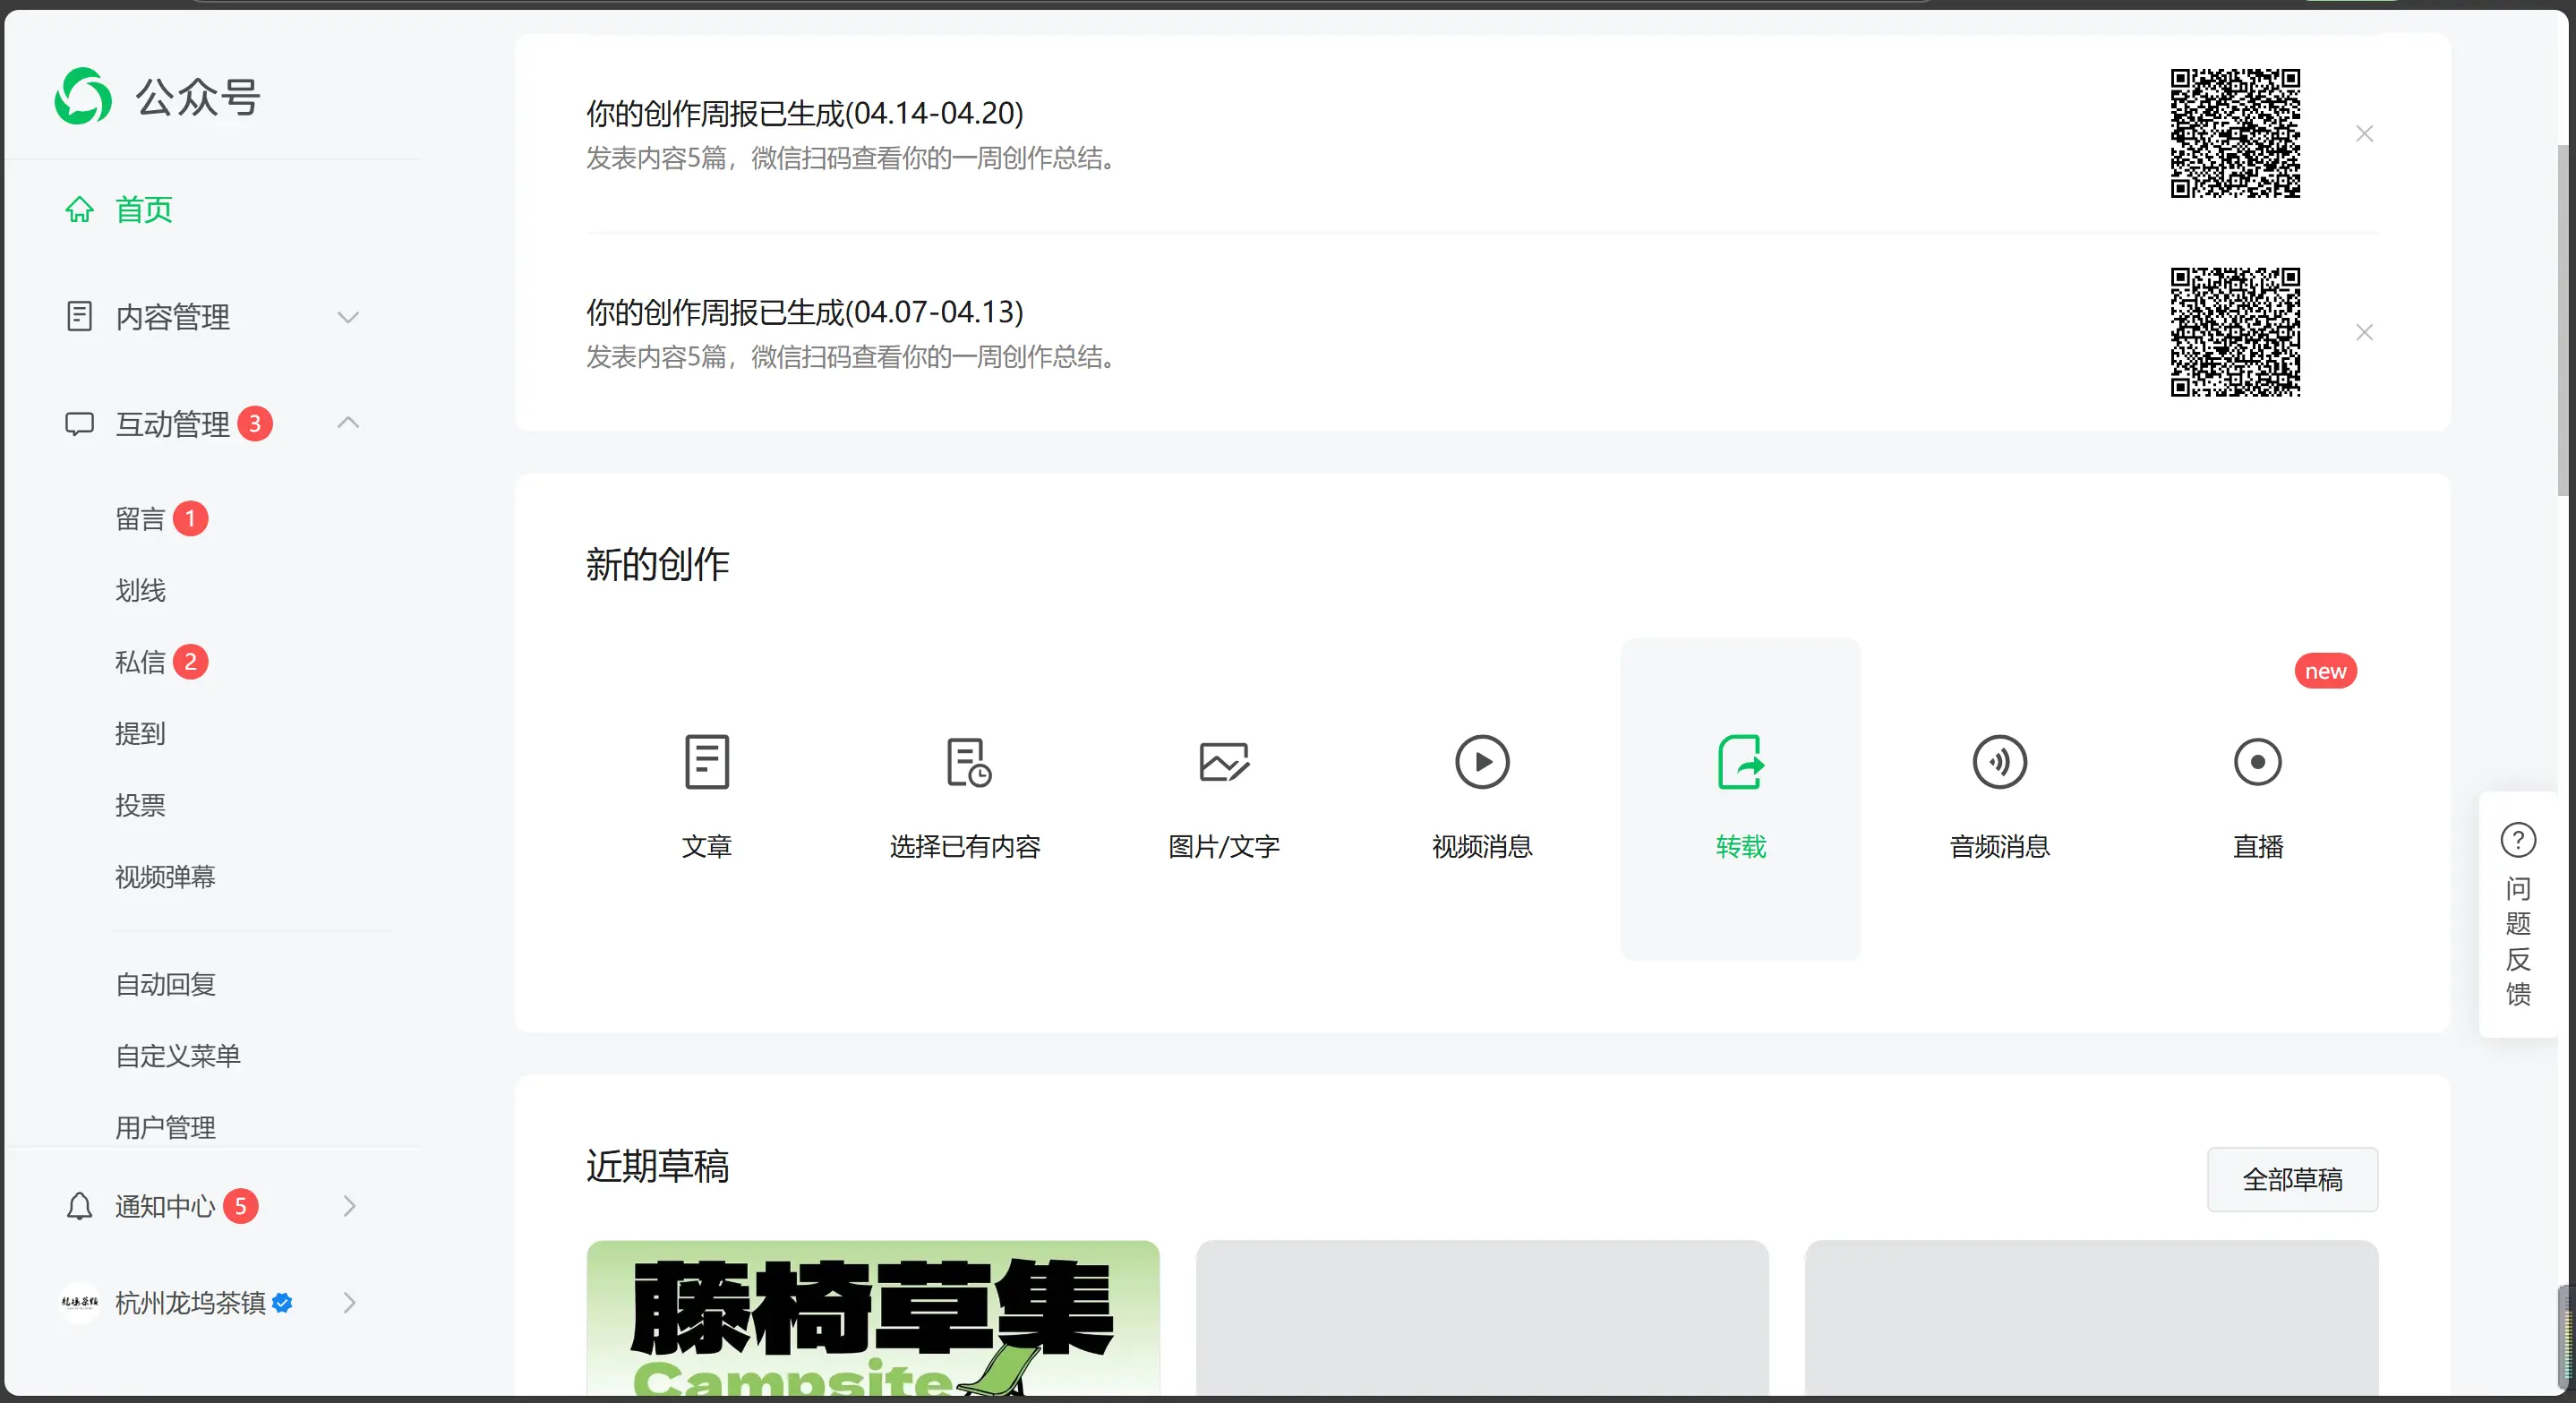 公众号
首页
内容管理
互动管理 3
留言 1
划线
私信 2
提到
投票
视频弹幕
自动回复
自定义菜单
用户管理
通知中心 5
杭州龙坞茶镇
你的创作周报已生成(04.14-04.20)
发表内容5篇，微信扫码查看你的一周创作总结。
你的创作周报已生成(04.07-04.13)
发表内容5篇，微信扫码查看你的一周创作总结。
新的创作
文章
选择已有内容
图片/文字
视频消息
转载
音频消息
new
直播
近期草稿
全部草稿
藤椅草集
Campsite
问题反馈